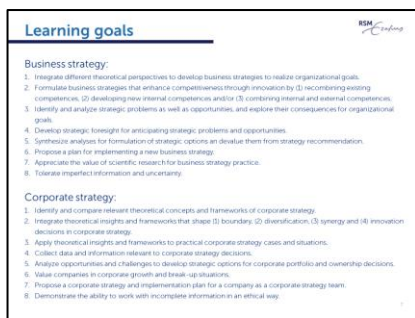 Learning goals
RSM
Erasmus
Business strategy:
1. Integrate different theoretical perspectives to develop business strategies to realize organizational goals.
2. Formulate business strategies that enhance competitiveness through innovation by (1) recombining existing
competences, (2) developing new internal competences and/or (3) combining internal and external competences.
3. Identify and analyze strategic problems as well as opportunities, and explore their consequences for organizational
goals.
4. Develop strategic foresight for anticipating strategic problems and opportunities
5. Synthesize analyses for formulation of strategic options an devalue them from strategy recommendation.
6. Propose a plan for implementing a new business strategy.
7. Appreciate the value of scientific research for business strategy practice.
8. Tolerate imperfect information and uncertainty.
Corporate strategy:
1. Identify and compare relevant theoretical concepts and frameworks of corporate strategy.
2. Integrate theoretical insights and frameworks that shape (1) boundary, (2) diversification, (3) synergy and (4) innovation
decisions in corporate strategy.
3. Apply theoretical insights and frameworks to practical corporate strategy cases and situations.
4. Collect data and information relevant to corporate strategy decisions.
5. Analyze opportunities and challenges to develop strategic options for corporate portfolio and ownership decisions.
6. Value companies in corporate growth and break-up situations.
7. Propose a corporate strategy and implementation plan for a company as a corporate strategy team.
8. Demonstrate the ability to work with incomplete information in an ethical way.